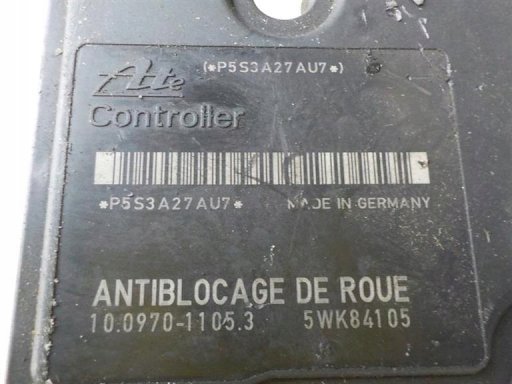 (*P5S3A27AU7*)
Ate
Controller
*P5S3A27AU7* MADE IN GERMANY
ANTIBLOCAGE DE ROUE
10.0970-1105.3 5WK84105